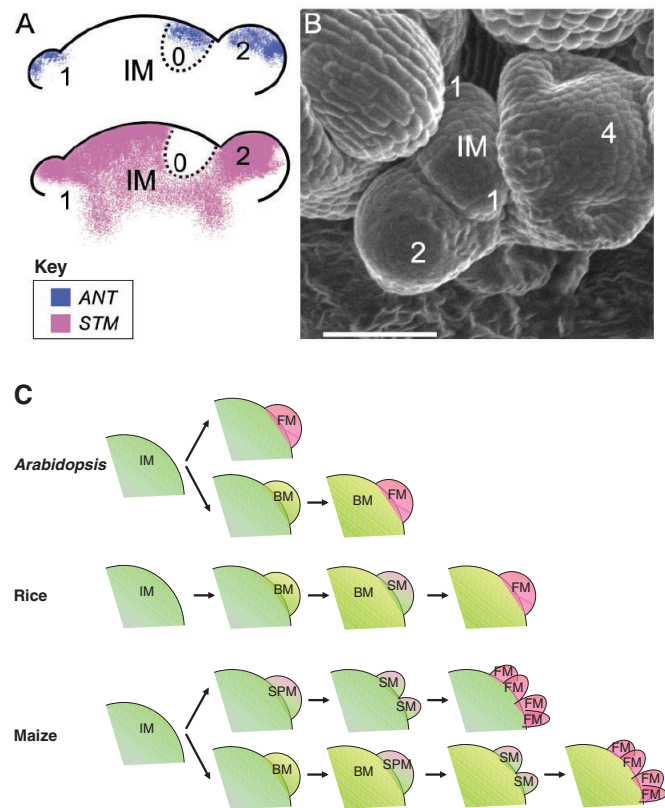 A
0
2
1
IM
0
2
IM
1
Key
ANT
STM
B
1
IM
4
1
2
C
Arabidopsis
IM
FM
BM
BM
FM
Rice
IM
BM
BM
SM
FM
Maize
IM
SPM
SM
SM
FM
FM
FM
FM
BM
BM
SPM
SM
SM
FM
FM
FM
FM